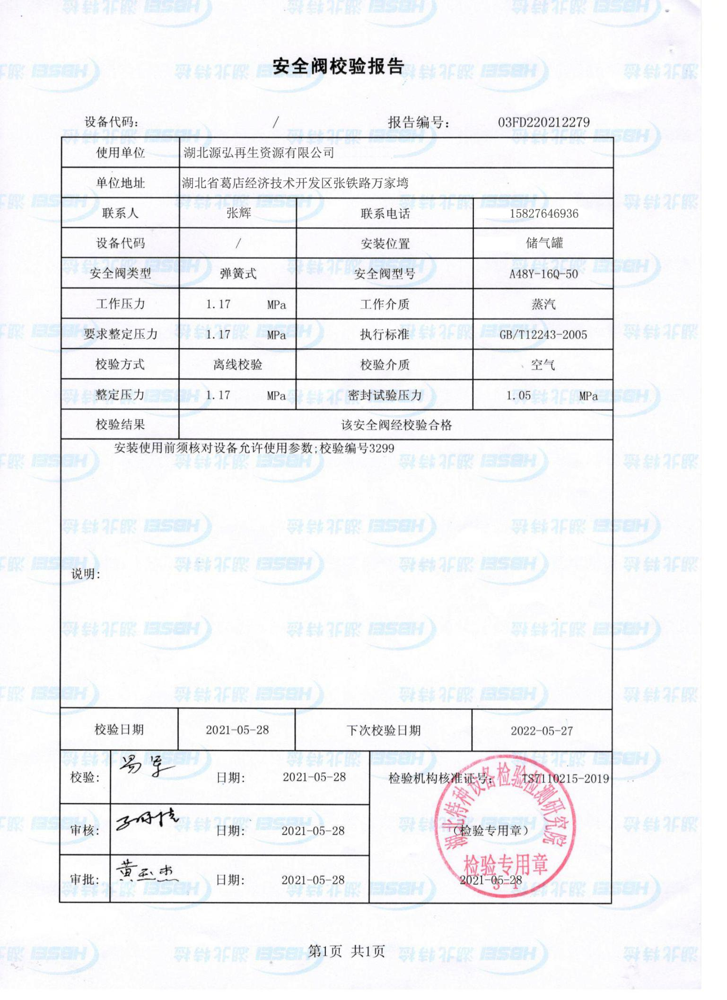 安全阀校验报告
设备代码: / 报告编号: 03FD220212279
使用单位 湖北源弘再生资源有限公司
单位地址 湖北省葛店经济技术开发区张铁路万家塆
联系人 张辉 联系电话 15827646936
设备代码 / 安装位置 储气罐
安全阀类型 弹簧式 安全阀型号 A48Y-16Q-50
工作压力 1.17 MPa 工作介质 蒸汽
要求整定压力 1.17 MPa 执行标准 GB/T12243-2005
校验方式 离线校验 校验介质 空气
整定压力 1.17 MPa 密封试验压力 1.05 MPa
校验结果 该安全阀经校验合格
安装使用前须核对设备允许使用参数;校验编号3299
说明:
校验日期 2021-05-28 下次校验日期 2022-05-27
校验: 易军 日期: 2021-05-28 检验机构核准证号: TS7110215-2019
审核: 日期: 2021-05-28 (检验专用章)
审批: 黄玉杰 日期: 2021-05-28 2021-05-28
湖北特种设备检验检测研究院
检验专用章
3-1
第1页 共1页
湖北特检 HBSEI